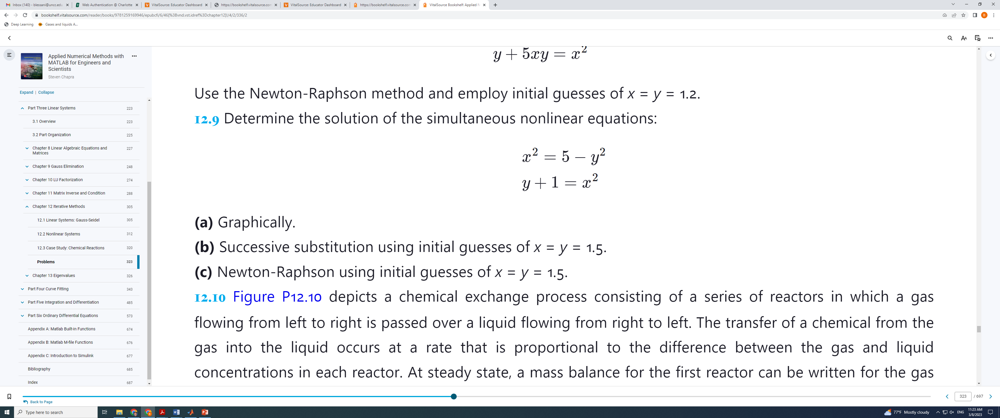 Inbox (140) - blessani@uncc.edu
Web Authentication @ Charlotte
VitalSource: Educator Dashboard
https://bookshelf.vitalsource.com
VitalSource: Educator Dashboard
https://bookshelf.vitalsource.com
VitalSource Bookshelf: Applied N
bookshelf.vitalsource.com/reader/books/9781259169946/epubcfi/6/46[%3Bvnd.vst.idref%3Dchapter12]!/4/2/336/2
B
Deep Learning
Gases and liquids A...
Applied Numerical Methods with
MATLAB for Engineers and
Scientists
Steven Chapra
Expand | Collapse
Part Three Linear Systems 223
3.1 Overview 223
3.2 Part Organization 225
Chapter 8 Linear Algebraic Equations and 227
Matrices
Chapter 9 Gauss Elimination 248
Chapter 10 LU Factorization 274
Chapter 11 Matrix Inverse and Condition 288
Chapter 12 Iterative Methods 305
12.1 Linear Systems: Gauss-Seidel 305
12.2 Nonlinear Systems 312
12.3 Case Study: Chemical Reactions 320
Problems 323
Chapter 13 Eigenvalues 326
Part Four Curve Fitting 343
Part Five Integration and Differentiation 485
Part Six Ordinary Differential Equations 573
Appendix A: Matlab Built-in Functions 674
Appendix B: Matlab M-file Functions 676
Appendix C: Introduction to Simulink 677
Bibliography 685
Index 687
y + 5xy = x²
Use the Newton-Raphson method and employ initial guesses of x = y = 1.2.
12.9 Determine the solution of the simultaneous nonlinear equations:
x² = 5 − y²
y + 1 = x²
(a) Graphically.
(b) Successive substitution using initial guesses of x = y = 1.5.
(c) Newton-Raphson using initial guesses of x = y = 1.5.
12.10 Figure P12.10 depicts a chemical exchange process consisting of a series of reactors in which a gas
flowing from left to right is passed over a liquid flowing from right to left. The transfer of a chemical from the
gas into the liquid occurs at a rate that is proportional to the difference between the gas and liquid
concentrations in each reactor. At steady state, a mass balance for the first reactor can be written for the gas
Back to Page
323 / 697
Type here to search
77°F Mostly cloudy
ENG
11:23 AM
3/8/2023